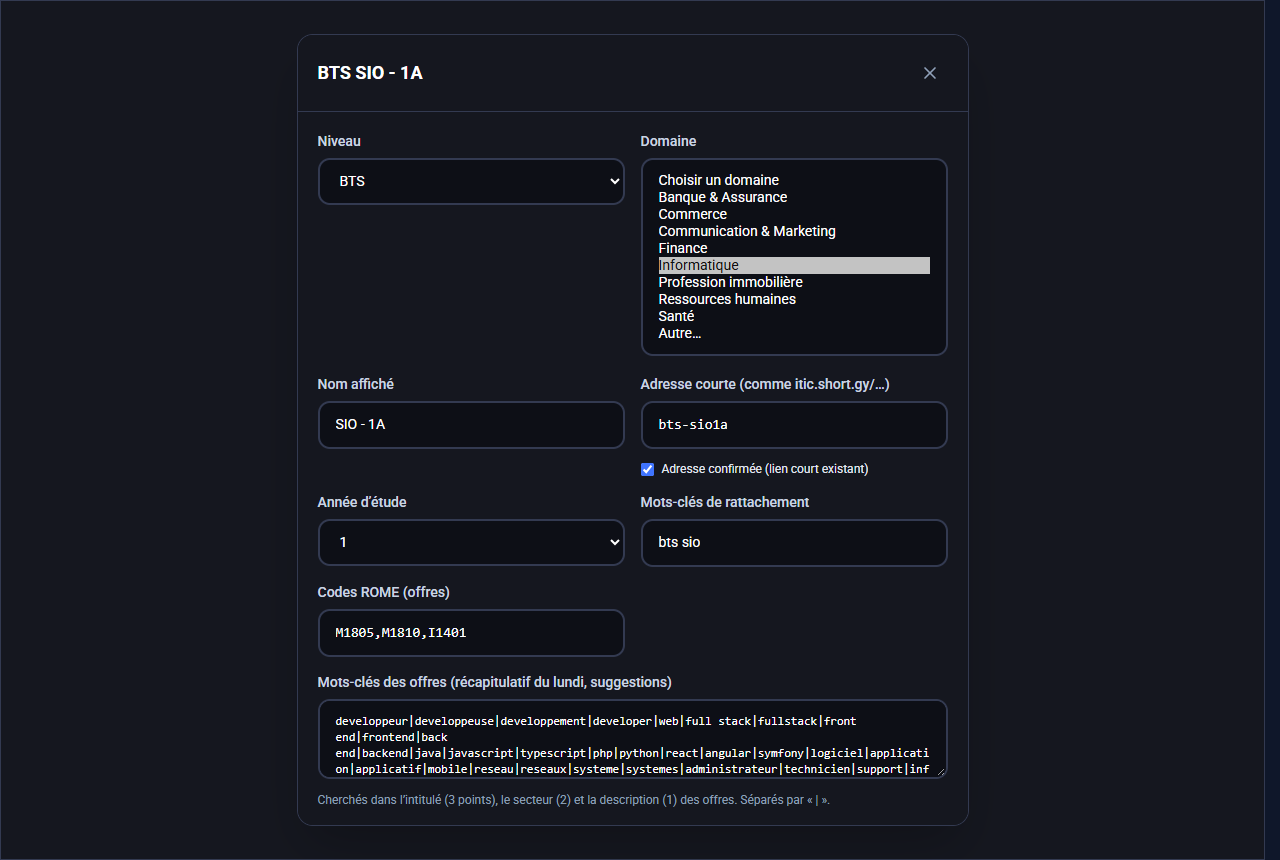 BTS SIO - 1A
Niveau
Domaine
BTS
Choisir un domaine
Banque & Assurance
Commerce
Communication & Marketing
Finance
Informatique
Profession immobilière
Ressources humaines
Santé
Autre…
Nom affiché
Adresse courte (comme itic.short.gy/…)
SIO - 1A
bts-sio1a
Adresse confirmée (lien court existant)
Année d’étude
Mots-clés de rattachement
1
bts sio
Codes ROME (offres)
M1805,M1810,I1401
Mots-clés des offres (récapitulatif du lundi, suggestions)
developpeur|developpeuse|developpement|developer|web|full stack|fullstack|front
end|frontend|back
end|backend|java|javascript|typescript|php|python|react|angular|symfony|logiciel|applicati
on|applicatif|mobile|reseau|reseaux|systeme|systemes|administrateur|technicien|support|inf
Cherchés dans l’intitulé (3 points), le secteur (2) et la description (1) des offres. Séparés par « | ».